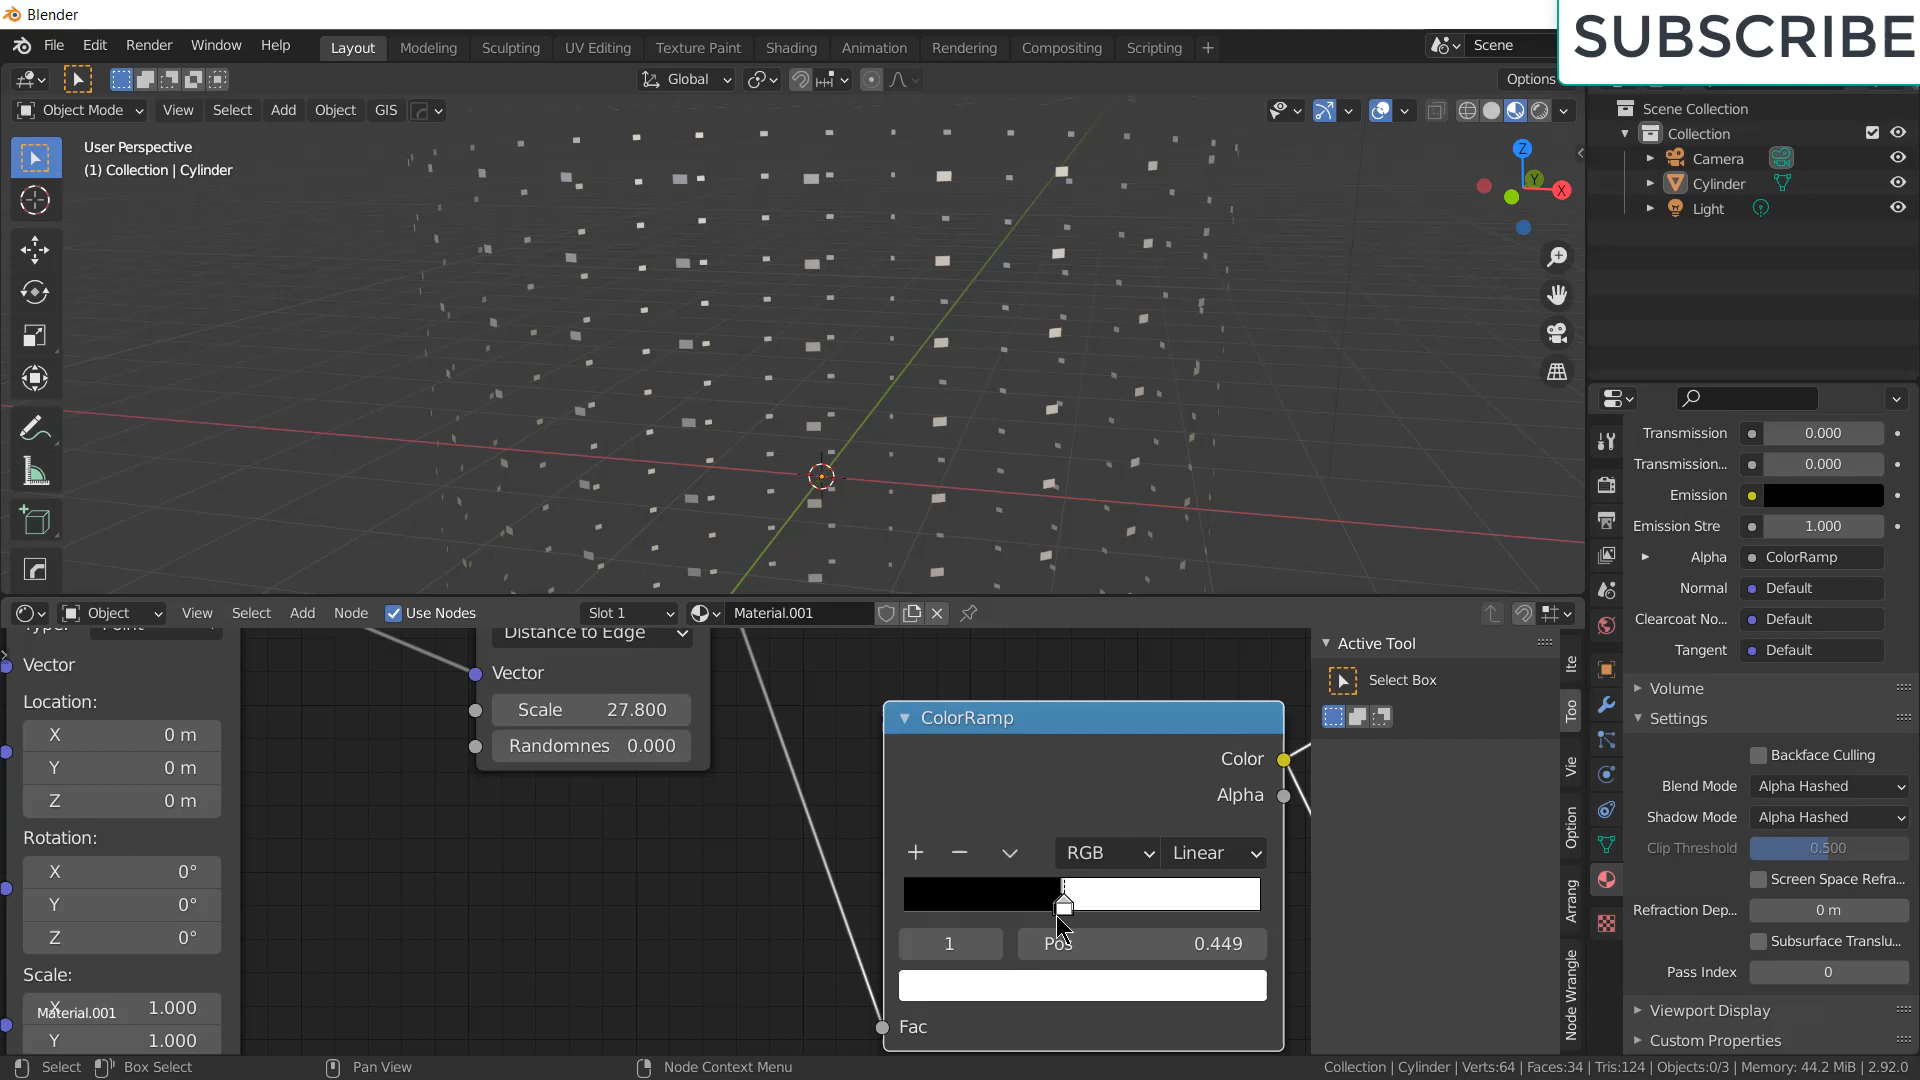 Blender
SUBSCRIBE
File Edit Render Window Help
Layout Modeling Sculpting UV Editing Texture Paint Shading Animation Rendering Compositing Scripting +
Scene
Global
Options
Object Mode View Select Add Object GIS
User Perspective
(1) Collection | Cylinder
Z
Y
X
Scene Collection
Collection
Camera
Cylinder
Light
Transmission 0.000
Transmission... 0.000
Emission
Emission Stre 1.000
Alpha ColorRamp
Normal Default
Clearcoat No... Default
Tangent Default
Volume
Settings
Backface Culling
Blend Mode Alpha Hashed
Shadow Mode Alpha Hashed
Clip Threshold 0.500
Screen Space Refra...
Refraction Dep... 0 m
Subsurface Translu...
Pass Index 0
Viewport Display
Custom Properties
Object View Select Add Node Use Nodes Slot 1 Material.001
Vector
Location:
X 0 m
Y 0 m
Z 0 m
Rotation:
X 0°
Y 0°
Z 0°
Scale:
X 1.000
Material.001
Y 1.000
Distance to Edge
Vector
Scale 27.800
Randomnes 0.000
ColorRamp
Color
Alpha
RGB Linear
1 Pos 0.449
Fac
Active Tool
Select Box
Ite
Too
Vie
Option
Arrang
Node Wrangle
Select Box Select Pan View Node Context Menu
Collection | Cylinder | Verts:64 | Faces:34 | Tris:124 | Objects:0/3 | Memory: 44.2 MiB | 2.92.0